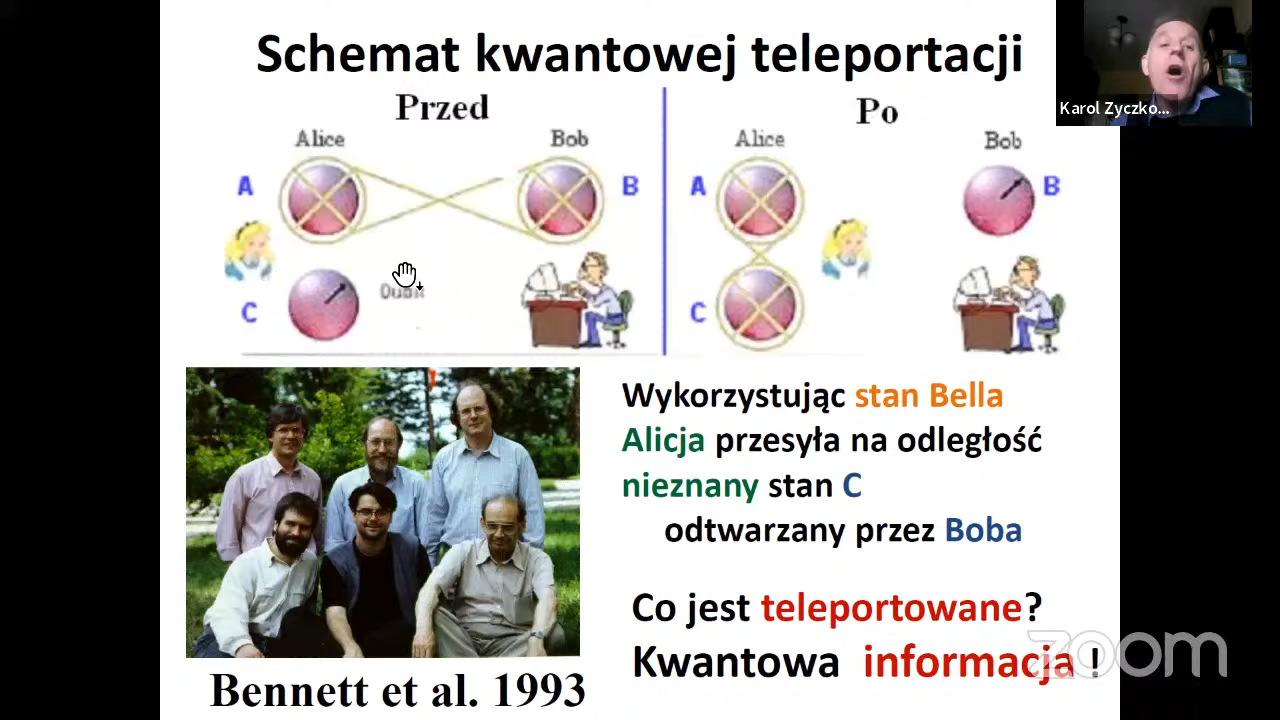 Schemat kwantowej teleportacji
Karol Zyczko...
Przed
Po
Alice
Bob
Alice
Bob
A
B
A
B
C
C
Wykorzystując stan Bella
Alicja przesyła na odległość
nieznany stan C
odtwarzany przez Boba
Co jest teleportowane?
Kwantowa informacja !
zoom
Bennett et al. 1993